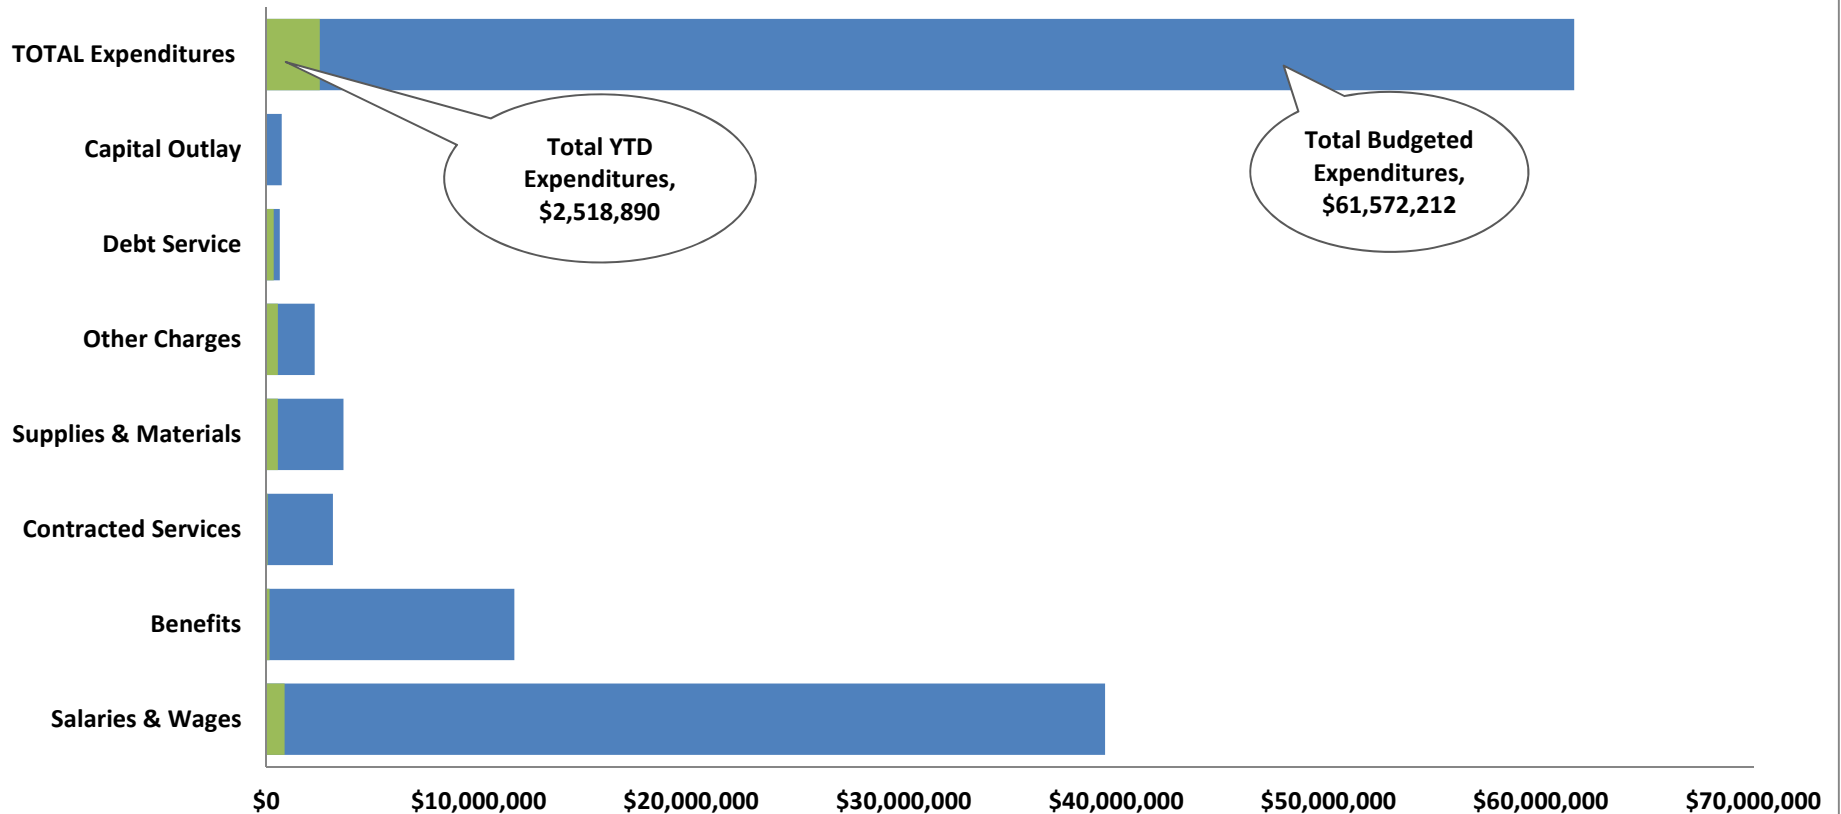 TOTAL Expenditures
Capital Outlay
Debt Service
Other Charges
Supplies & Materials
Contracted Services
Benefits
Salaries & Wages
Total YTD
Expenditures,
$2,518,890
Total Budgeted
Expenditures,
$61,572,212
$0
$10,000,000
$20,000,000
$30,000,000
$40,000,000
$50,000,000
$60,000,000
$70,000,000